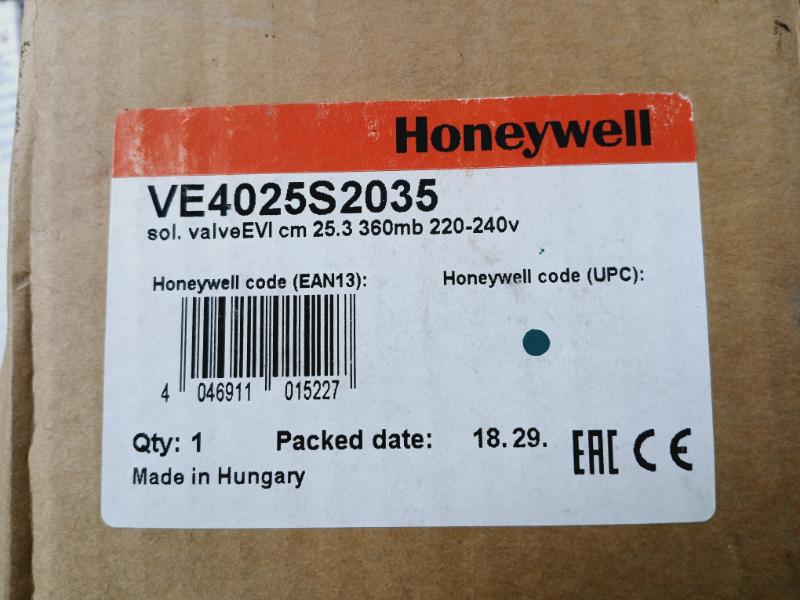 Honeywell
VE4025S2035
sol. valveEVI cm 25.3 360mb 220-240v
Honeywell code (EAN13):
Honeywell code (UPC):
4 046911 015227
Qty: 1
Packed date: 18. 29.
EAC CE
Made in Hungary